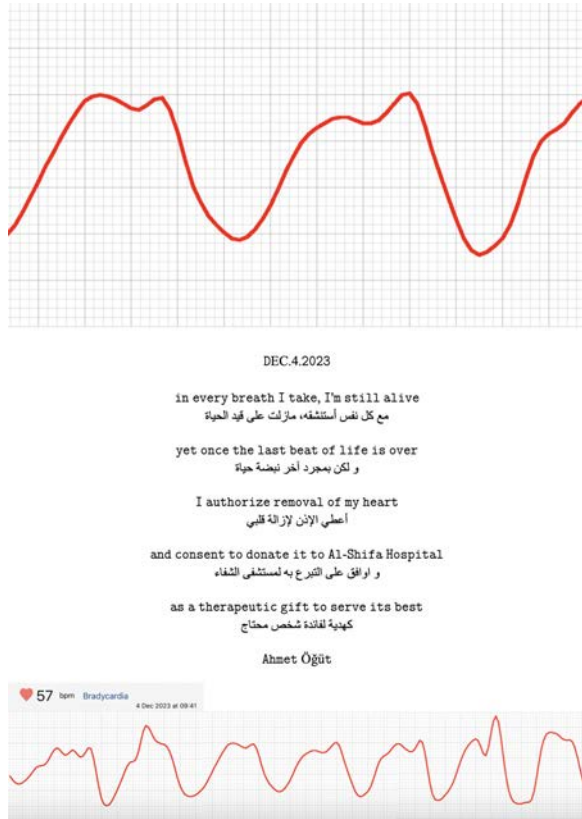 DEC.4.2023
in every breath I take, I'm still alive
مع كل نفس أستنشقه، مازلت على قيد الحياة
yet once the last beat of life is over
و لكن بمجرد آخر نبضة حياة
I authorize removal of my heart
أعطي الإذن لإزالة قلبي
and consent to donate it to Al-Shifa Hospital
و اوافق على التبرع به لمستشفى الشفاء
as a therapeutic gift to serve its best
كهدية لفائدة شخص محتاج
Ahmet Öğüt
57 bpm Bradycardia
4 Dec 2023 at 09:41